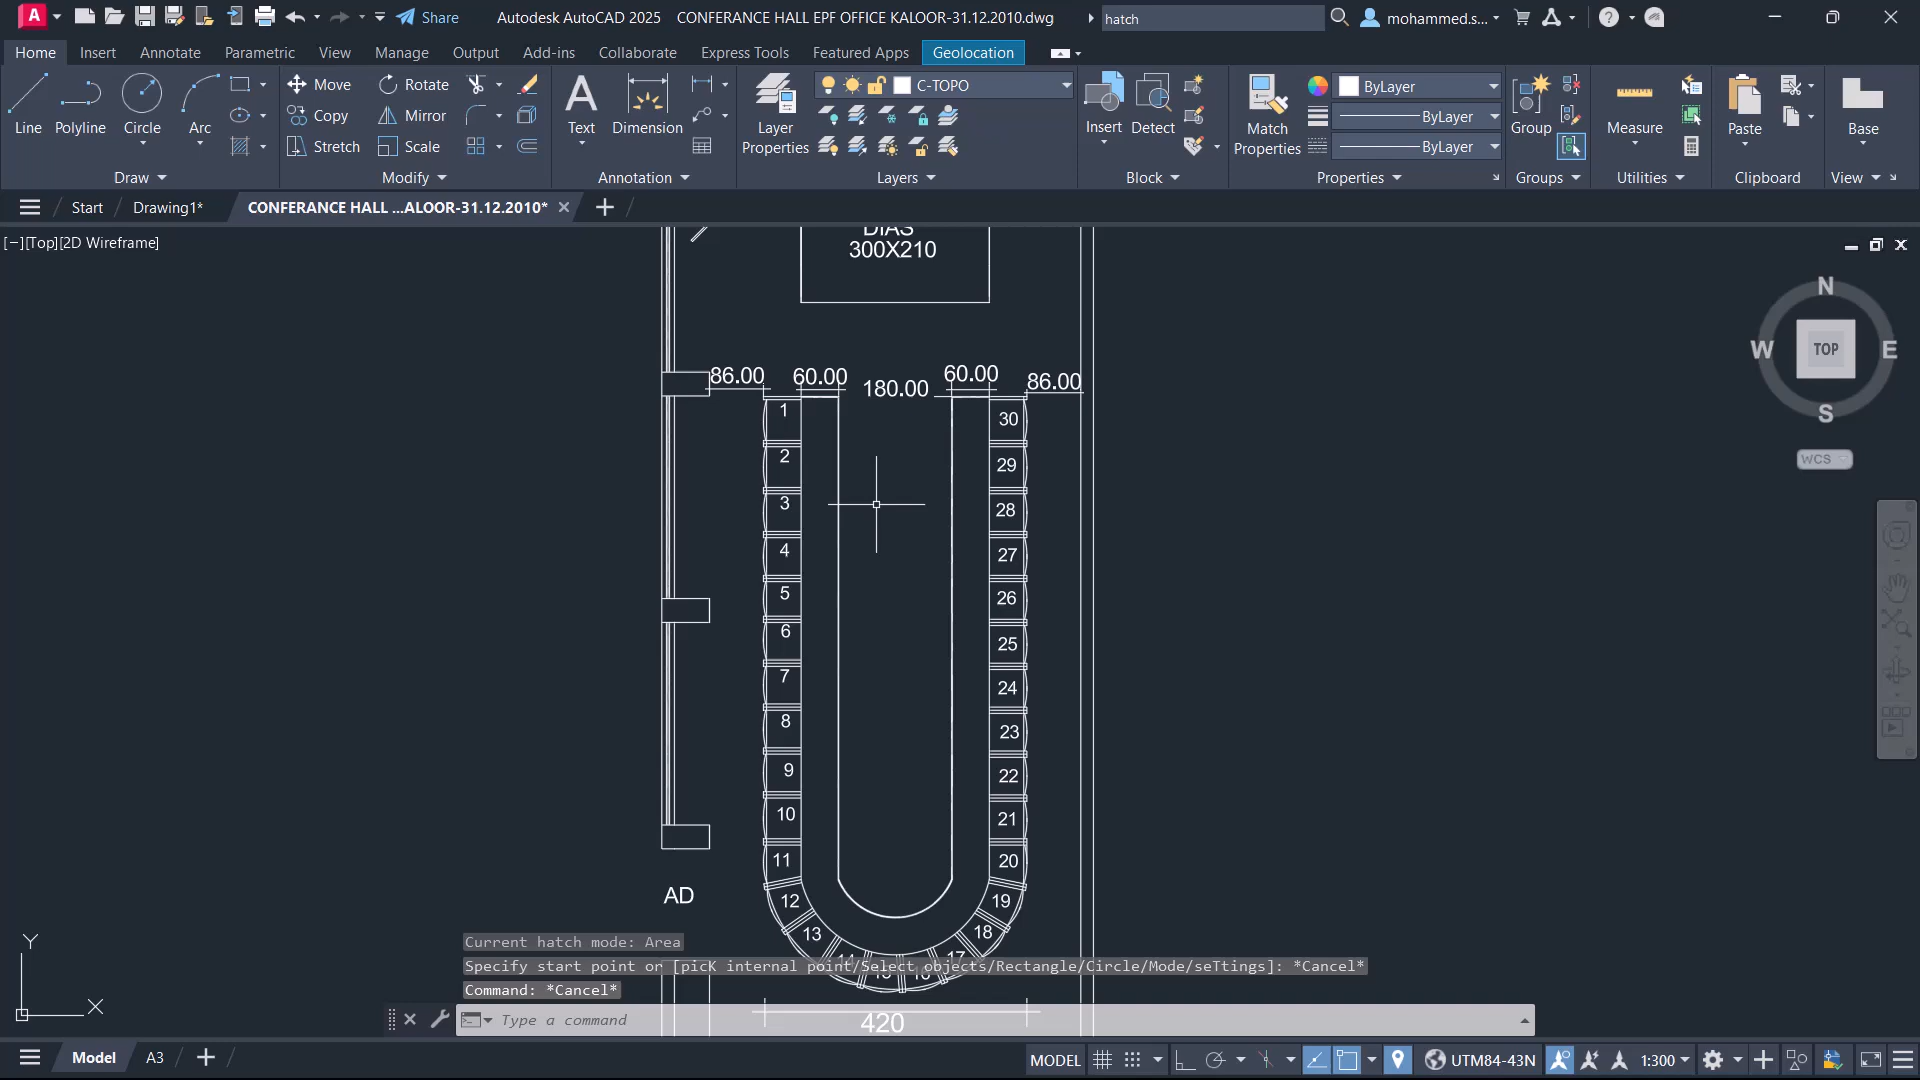 Share
Autodesk AutoCAD 2025 CONFERANCE HALL EPF OFFICE KALOOR-31.12.2010.dwg
hatch
mohammed.s...
Home Insert Annotate Parametric View Manage Output Add-ins Collaborate Express Tools Featured Apps Geolocation
Line Polyline Circle Arc
Move Rotate
Copy Mirror
Stretch Scale
Text Dimension
Layer Properties
C-TOPO
Insert Detect
Match Properties
ByLayer
ByLayer
ByLayer
Group Measure Paste Base
Draw Modify Annotation Layers Block Properties Groups Utilities Clipboard View
Start Drawing1* CONFERANCE HALL ...ALOOR-31.12.2010*
[−][Top][2D Wireframe]
DIAS
300X210
N
W TOP E
S
WCS
86.00 60.00 180.00 60.00 86.00
1 30
2 29
3 28
4 27
5 26
6 25
7 24
8 23
9 22
10 21
11 20
12 19
13 18
14 17
15 16
AD
420
Y
X
Current hatch mode: Area
Specify start point or [picK internal point/Select objects/Rectangle/Circle/Mode/seTtings]: *Cancel*
Command: *Cancel*
Type a command
Model A3
MODEL UTM84-43N 1:300